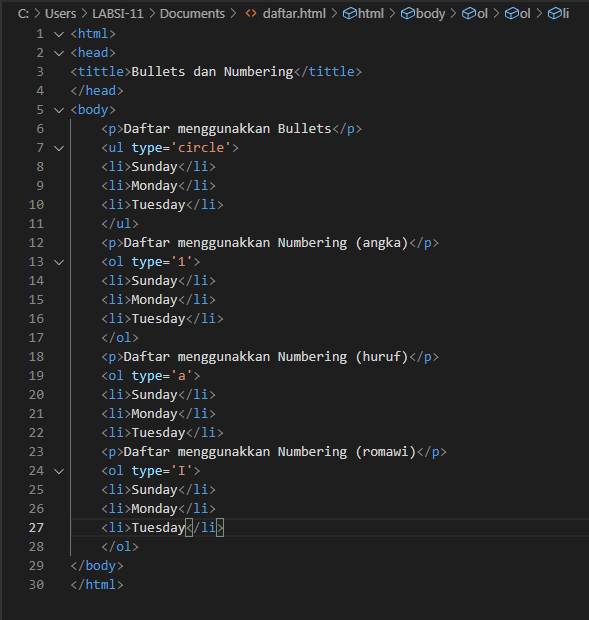 C: > Users > LABSI-11 > Documents > <> daftar.html > html > body > ol > ol > li
1 <html>
2 <head>
3 <tittle>Bullets dan Numbering</tittle>
4 </head>
5 <body>
6 <p>Daftar menggunakkan Bullets</p>
7 <ul type='circle'>
8 <li>Sunday</li>
9 <li>Monday</li>
10 <li>Tuesday</li>
11 </ul>
12 <p>Daftar menggunakkan Numbering (angka)</p>
13 <ol type='1'>
14 <li>Sunday</li>
15 <li>Monday</li>
16 <li>Tuesday</li>
17 </ol>
18 <p>Daftar menggunakkan Numbering (huruf)</p>
19 <ol type='a'>
20 <li>Sunday</li>
21 <li>Monday</li>
22 <li>Tuesday</li>
23 <p>Daftar menggunakkan Numbering (romawi)</p>
24 <ol type='I'>
25 <li>Sunday</li>
26 <li>Monday</li>
27 <li>Tuesday</li>
28 </ol>
29 </body>
30 </html>